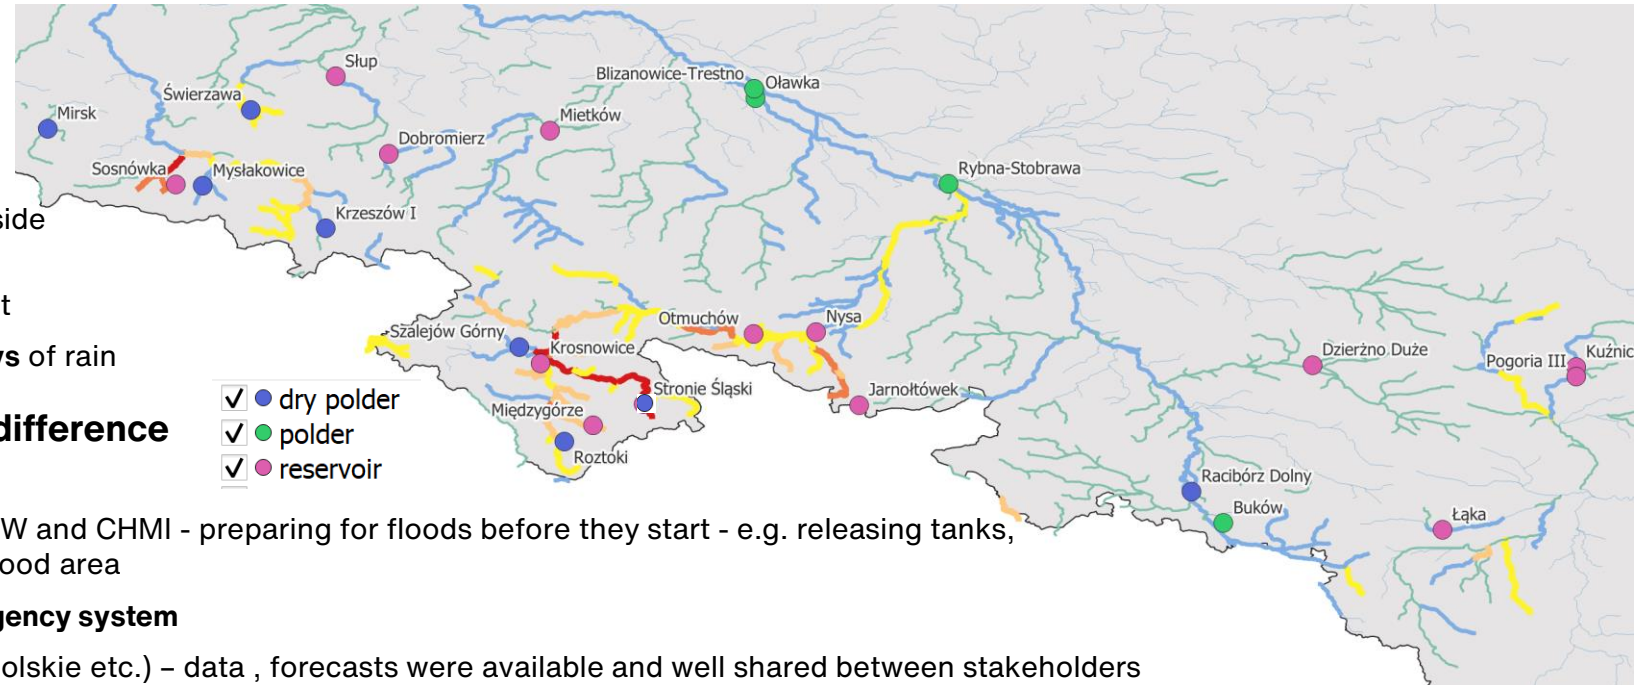 Słup
Blizanowice-Trestno
Oławka
Świerzawa
Mirsk
Mietków
Dobromierz
Sosnówka
Mysłakowice
Rybna-Stobrawa
Krzeszów I
side
t
ys of rain
Otmuchów
Nysa
Szalejów Górny
Krosnowice
Dzierżno Duże
Pogoria III
Kuźnic
Stronie Śląski
Jarnołtówek
Międzygórze
Roztoki
difference
dry polder
polder
reservoir
Racibórz Dolny
Buków
Łąka
W and CHMI - preparing for floods before they start - e.g. releasing tanks,
ood area
gency system
olskie etc.) – data , forecasts were available and well shared between stakeholders